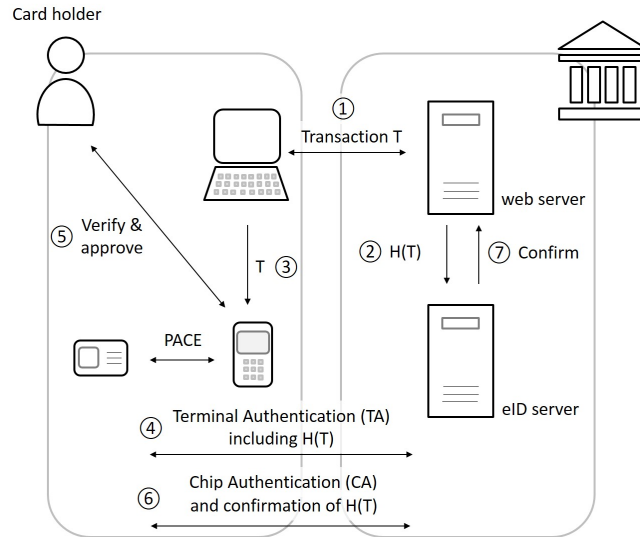 Card holder
①
Transaction T
web server
⑤ Verify &
approve
② H(T)
⑦ Confirm
T ③
PACE
eID server
④ Terminal Authentication (TA)
including H(T)
⑥ Chip Authentication (CA)
and confirmation of H(T)